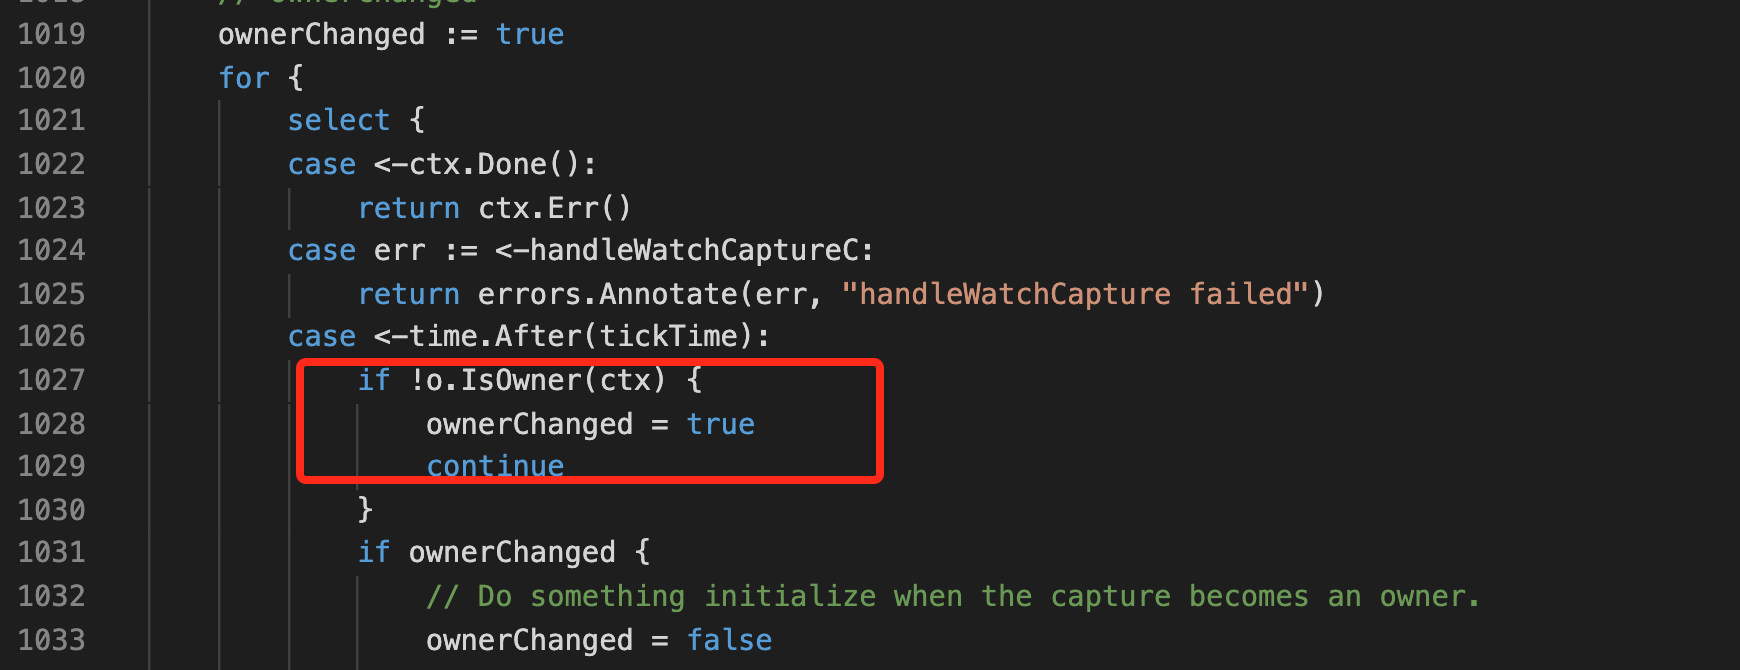 // ownerChanged
1019 ownerChanged := true
1020 for {
1021 select {
1022 case <-ctx.Done():
1023 return ctx.Err()
1024 case err := <-handleWatchCaptureC:
1025 return errors.Annotate(err, "handleWatchCapture failed")
1026 case <-time.After(tickTime):
1027 if !o.IsOwner(ctx) {
1028 ownerChanged = true
1029 continue
1030 }
1031 if ownerChanged {
1032 // Do something initialize when the capture becomes an owner.
1033 ownerChanged = false